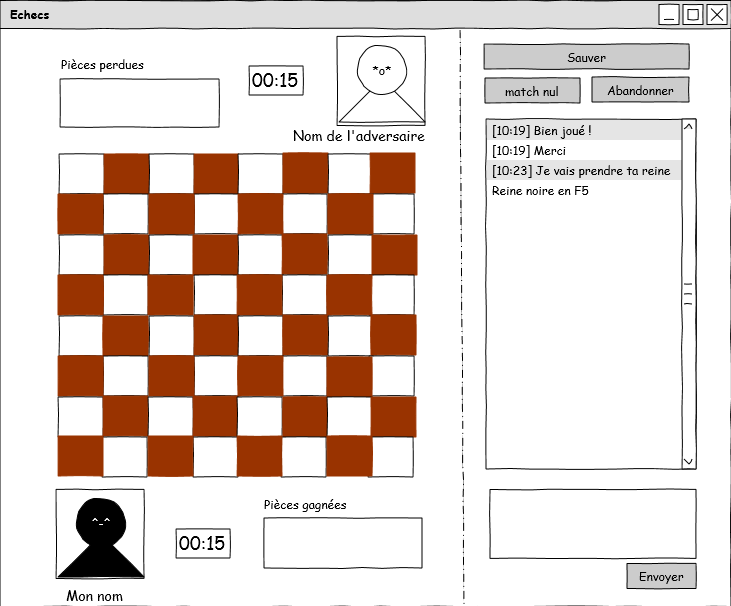 Echecs
Pièces perdues
00:15
*o*
Nom de l'adversaire
Sauver
match nul
Abandonner
[10:19] Bien joué !
[10:19] Merci
[10:23] Je vais prendre ta reine
Reine noire en F5
^-^
Mon nom
00:15
Pièces gagnées
Envoyer